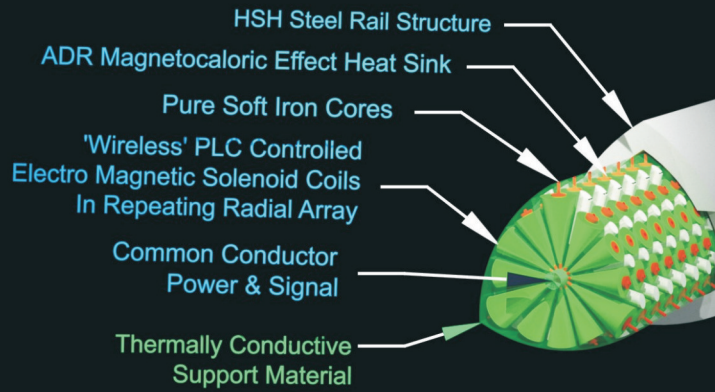 HSH Steel Rail Structure
ADR Magnetocaloric Effect Heat Sink
Pure Soft Iron Cores
'Wireless' PLC Controlled
Electro Magnetic Solenoid Coils
In Repeating Radial Array
Common Conductor
Power & Signal
Thermally Conductive
Support Material